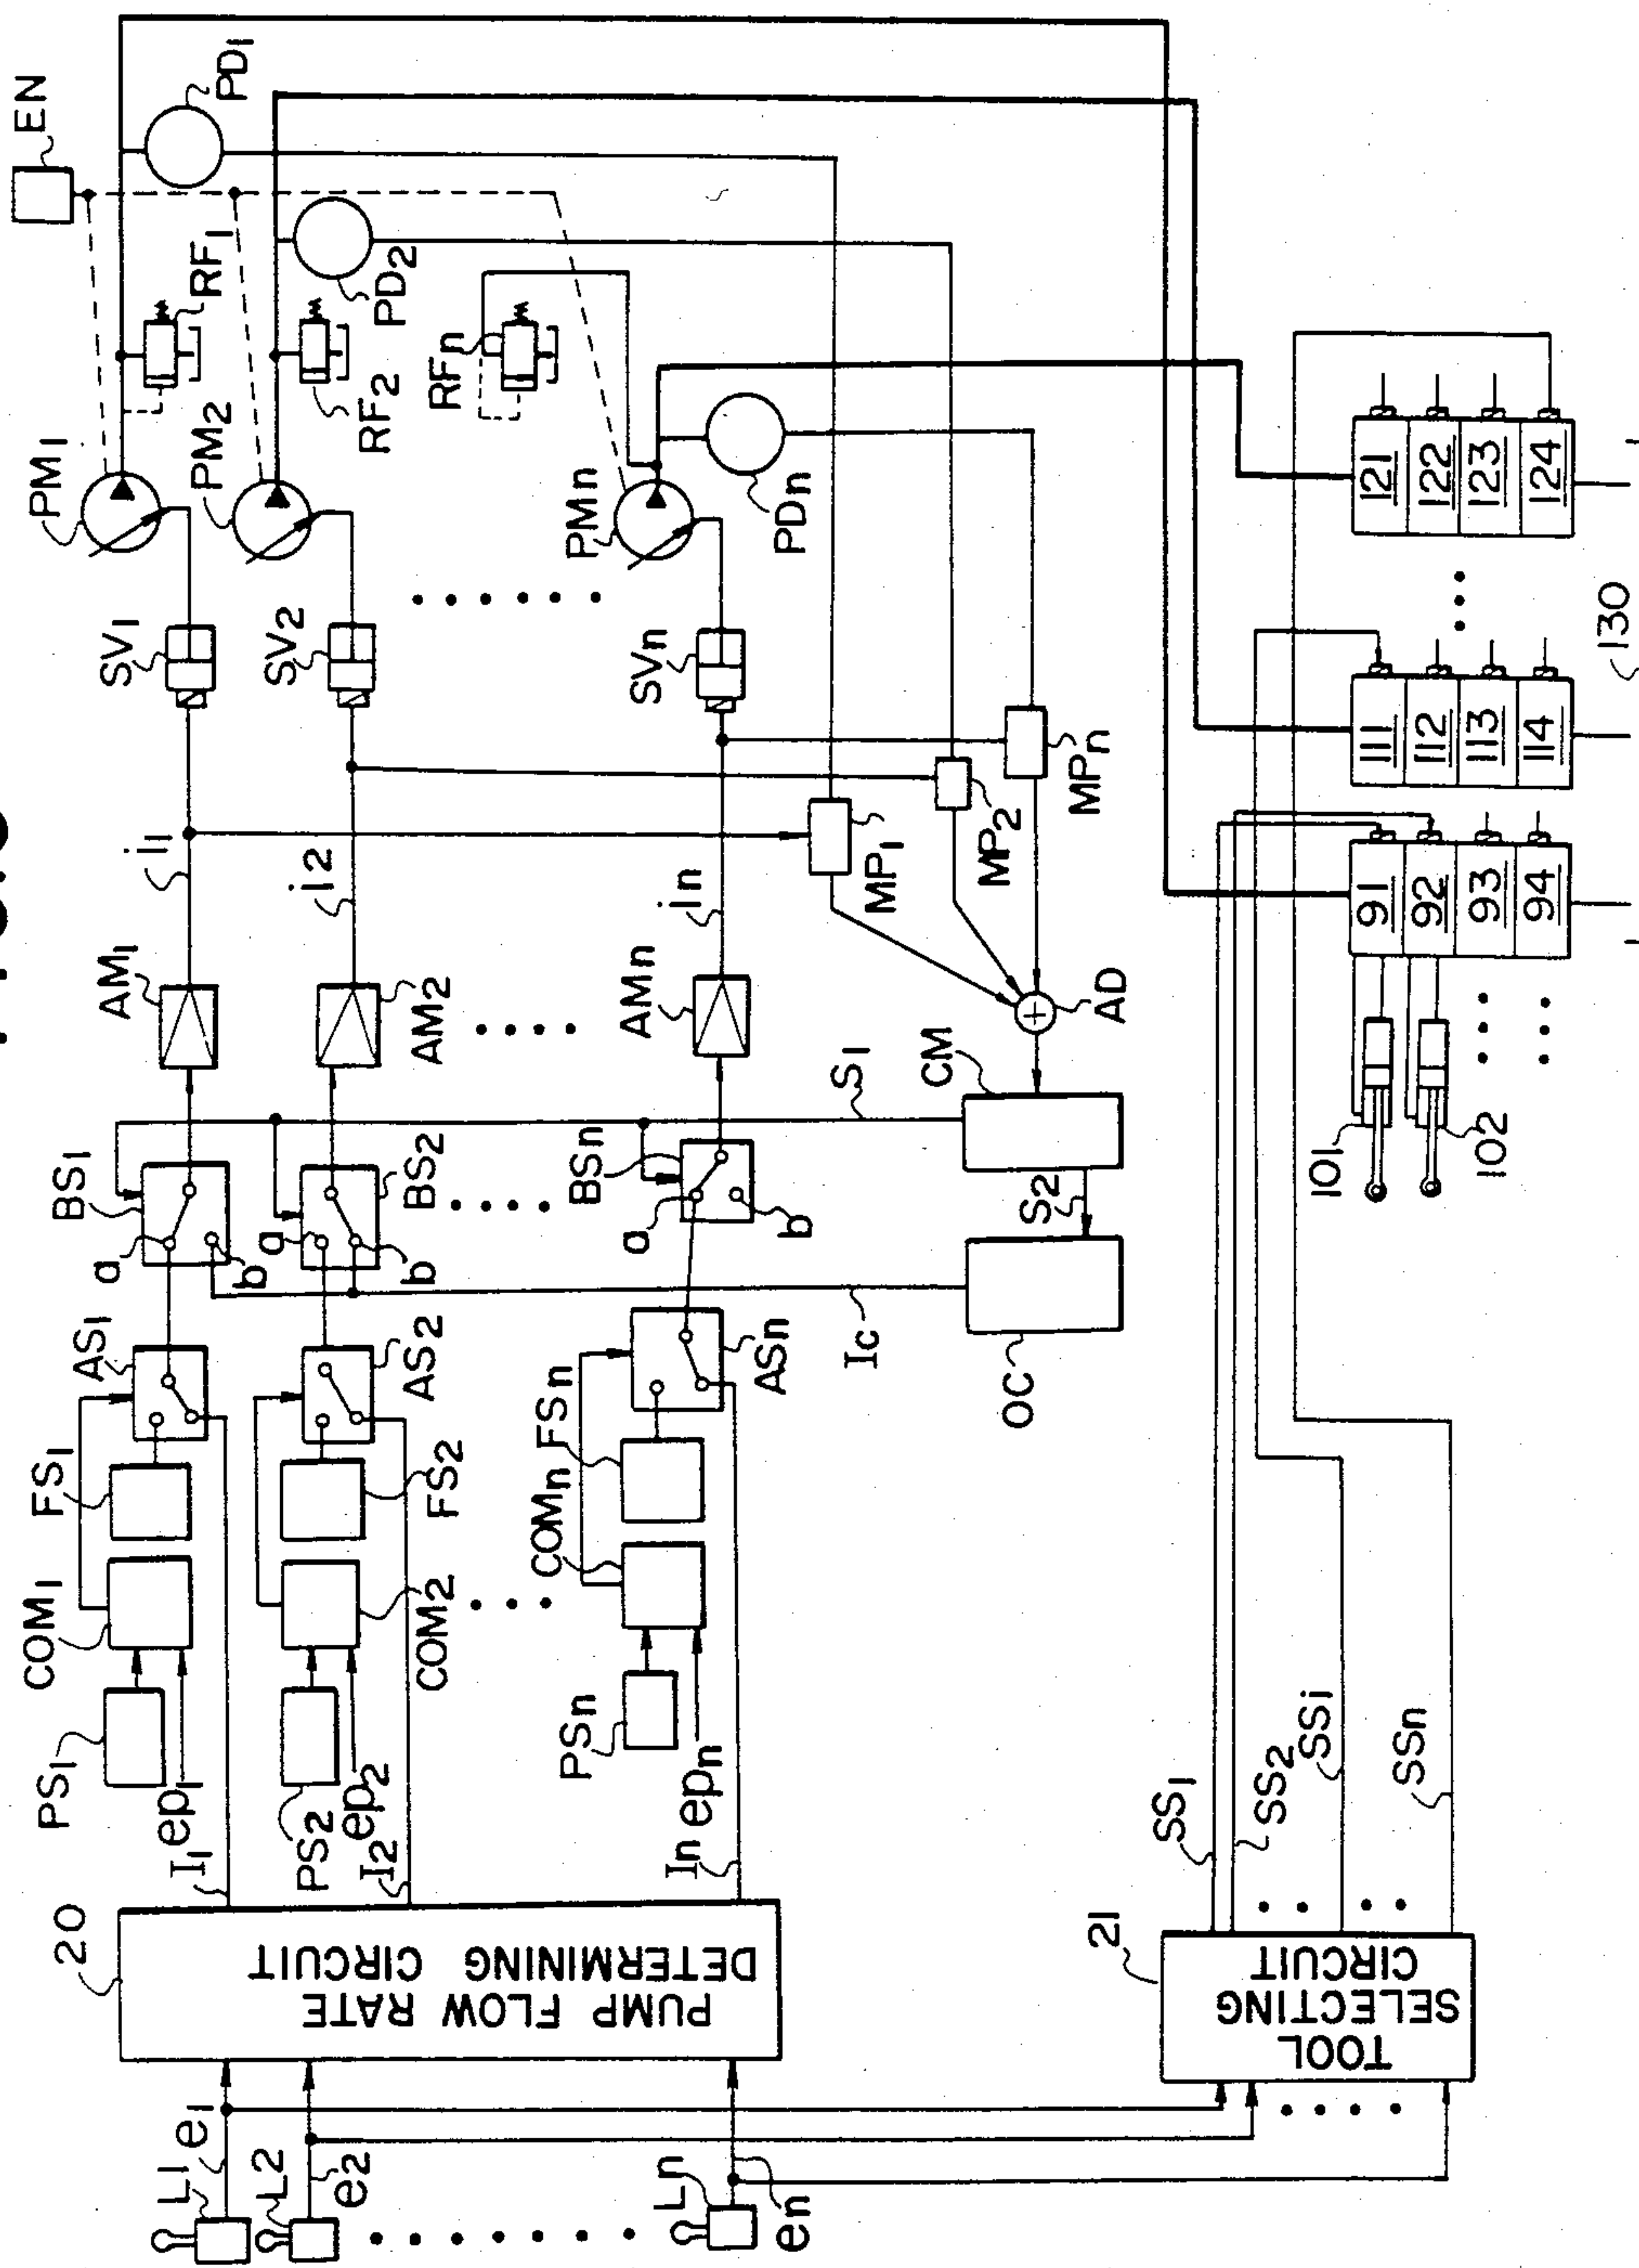 EN
PD1
PM1
RF1
PM2
RF2
PD2
RFn
PMn
PDn
SV1
SV2
SVn
i1
i2
in
MP1
MP2
MPn
AM1
AM2
AMn
AD
CM
S1
S2
BS1
a
b
BS2
a
b
BSn
a
b
Ic
OC
AS1
AS2
ASn
FS1
FS2
FSn
COM1
COM2
COMn
PS1
ep1
PS2
ep2
PSn
epn
I1
I2
In
20
PUMP FLOW RATE
DETERMINING CIRCUIT
L1
e1
L2
e2
Ln
en
21
TOOL
SELECTING
CIRCUIT
SS1
SS2
SSi
SSn
91
92
93
94
101
102
111
112
113
114
121
122
123
124
130